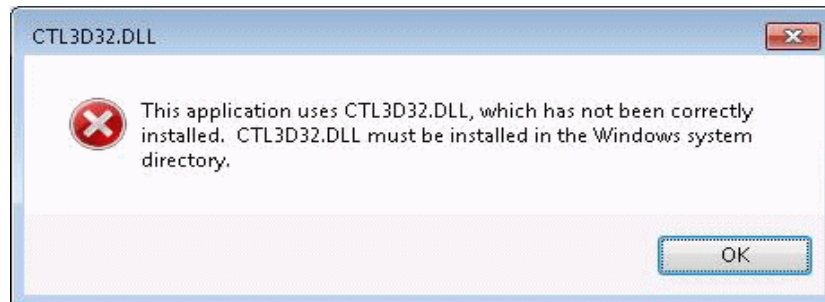 CTL3D32.DLL
This application uses CTL3D32.DLL, which has not been correctly
installed.  CTL3D32.DLL must be installed in the Windows system
directory.
OK